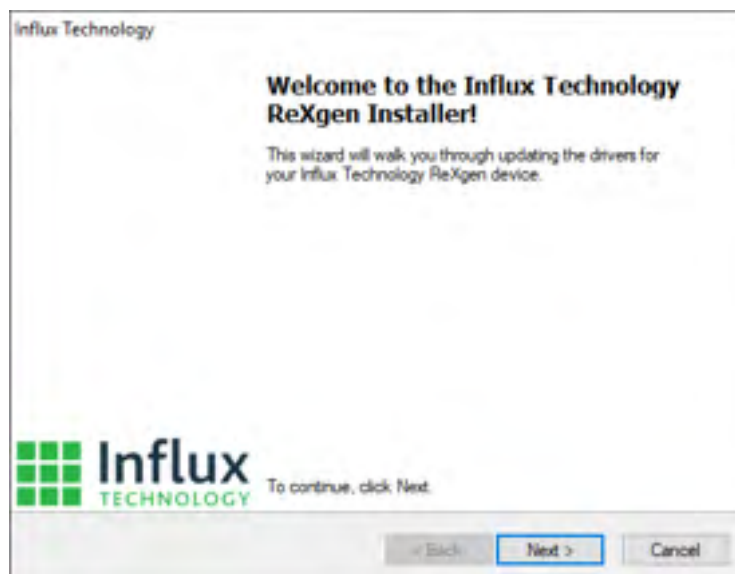 Influx Technology
Welcome to the Influx Technology
ReXgen Installer!
This wizard will walk you through updating the drivers for
your Influx Technology ReXgen device.
Influx
TECHNOLOGY
To continue, click Next.
< Back
Next >
Cancel